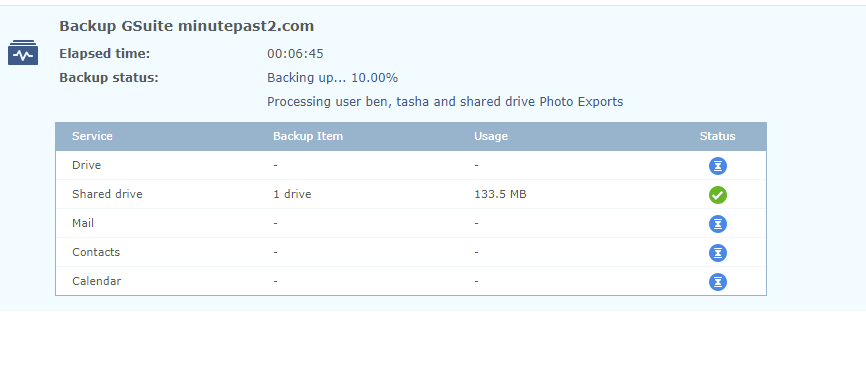 Backup GSuite minutepast2.com
Elapsed time: 00:06:45
Backup status: Backing up... 10.00%
Processing user ben, tasha and shared drive Photo Exports
Service Backup Item Usage Status
Drive - -
Shared drive 1 drive 133.5 MB
Mail - -
Contacts - -
Calendar - -